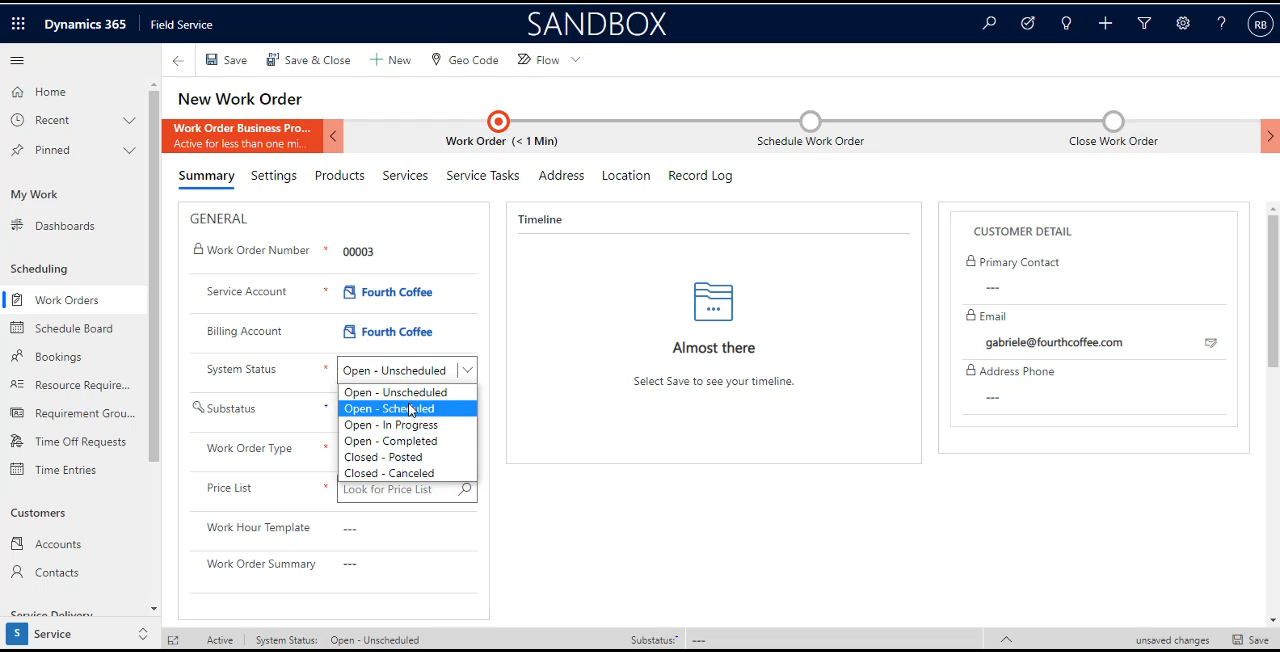 Dynamics 365 Field Service SANDBOX RB
Save Save & Close New Geo Code Flow
New Work Order
Work Order Business Pro...
Active for less than one mi...
Work Order (< 1 Min) Schedule Work Order Close Work Order
Summary Settings Products Services Service Tasks Address Location Record Log
Home
Recent
Pinned
My Work
Dashboards
Scheduling
Work Orders
Schedule Board
Bookings
Resource Require...
Requirement Grou...
Time Off Requests
Time Entries
Customers
Accounts
Contacts
Service Delivery
S Service
GENERAL
Work Order Number * 00003
Service Account * Fourth Coffee
Billing Account Fourth Coffee
System Status * Open - Unscheduled
Open - Unscheduled
Open - Scheduled
Open - In Progress
Open - Completed
Closed - Posted
Closed - Canceled
Substatus *
Work Order Type *
Price List * Look for Price List
Work Hour Template ---
Work Order Summary ---
Timeline
Almost there
Select Save to see your timeline.
CUSTOMER DETAIL
Primary Contact
---
Email
gabriele@fourthcoffee.com
Address Phone
---
Active System Status: Open - Unscheduled Substatus:* --- unsaved changes Save